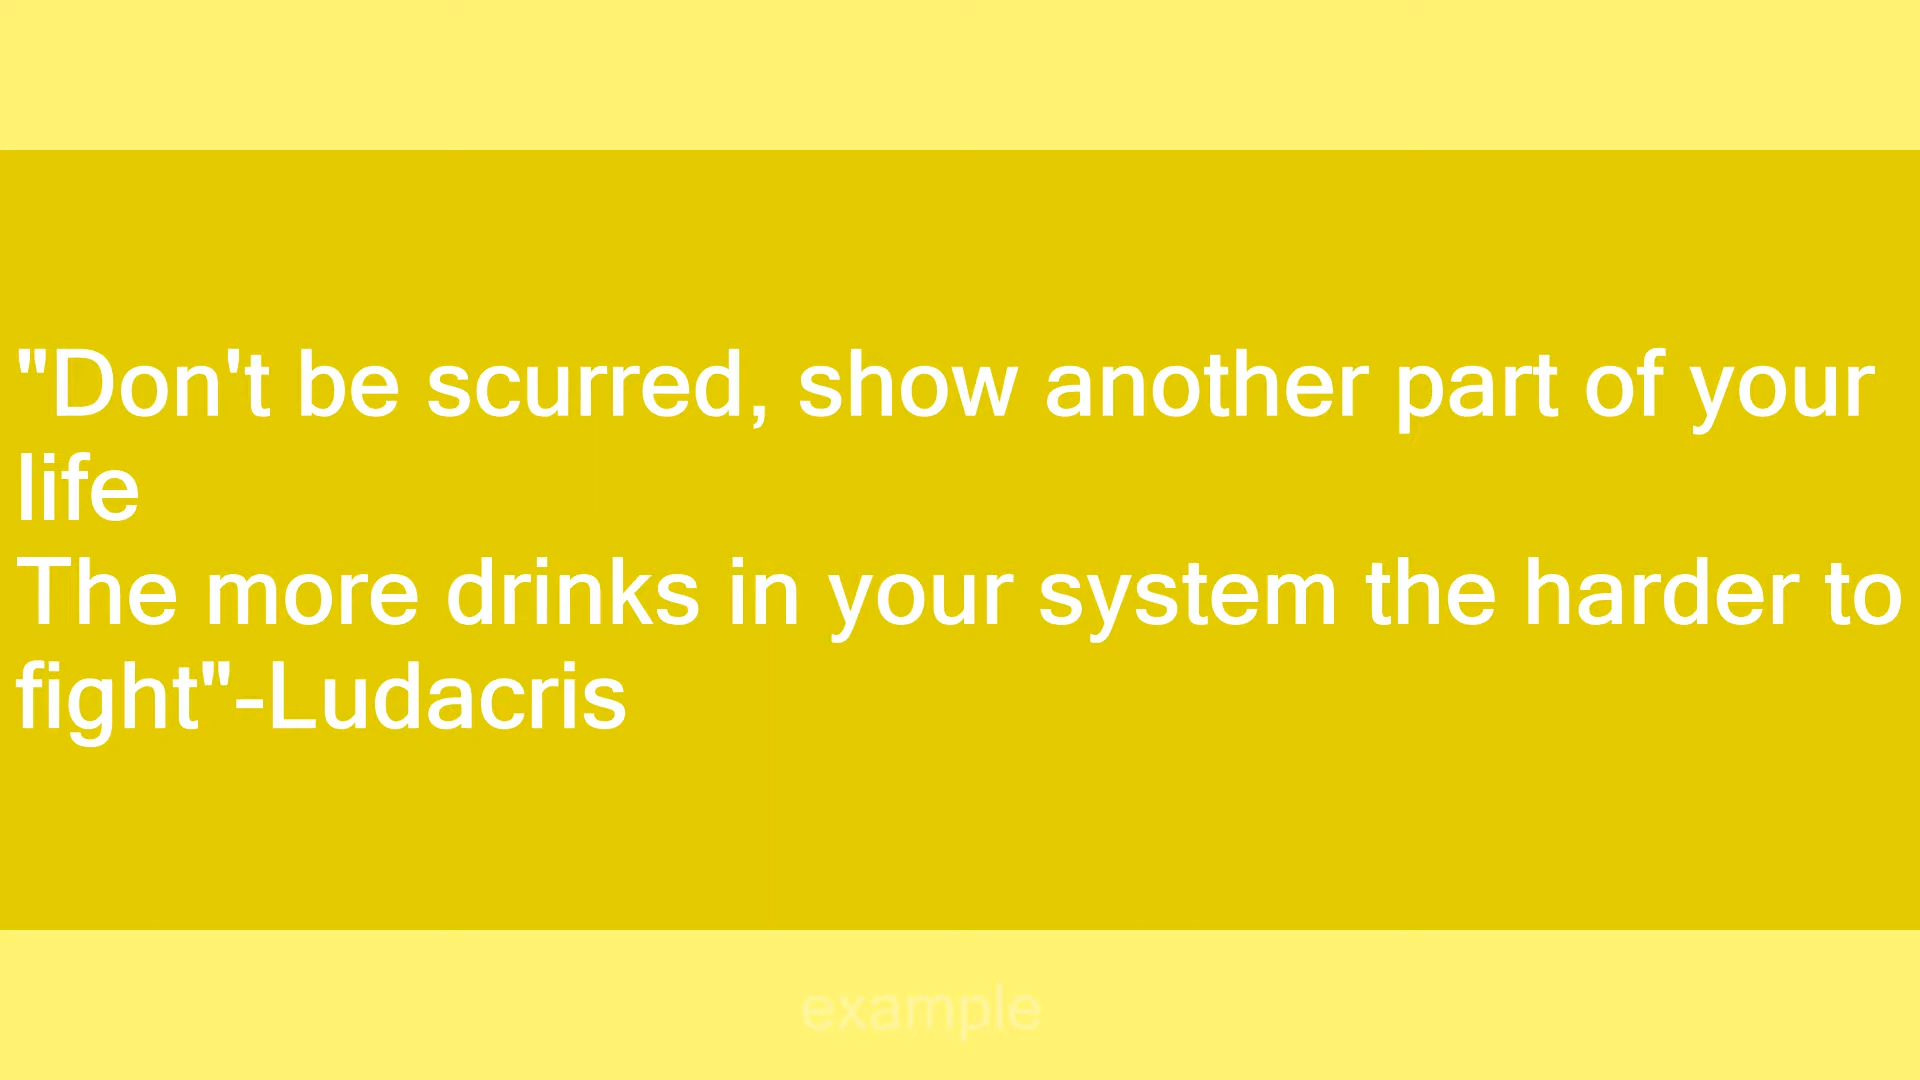 "Don't be scurred, show another part of your
life
The more drinks in your system the harder to
fight"-Ludacris
example